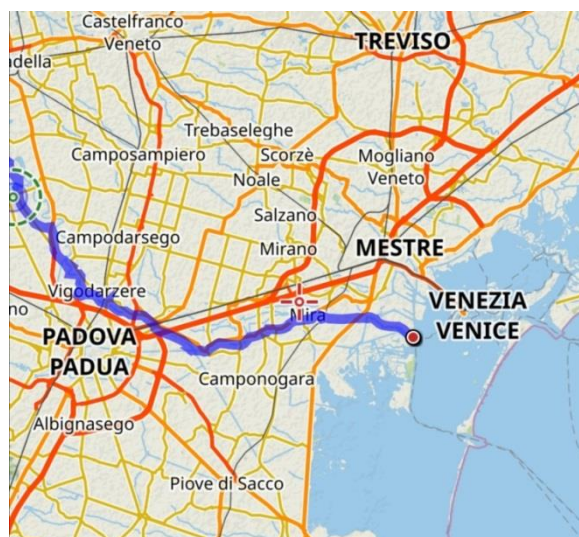 Castelfranco
Veneto
TREVISO
adella
Trebaseleghe
Camposampiero
Scorzè
Mogliano
Veneto
Noale
Salzano
Campodarsego
Mirano
MESTRE
Vigodarzere
VENEZIA
VENICE
no
Mira
PADOVA
PADUA
Camponogara
Albignasego
Piove di Sacco